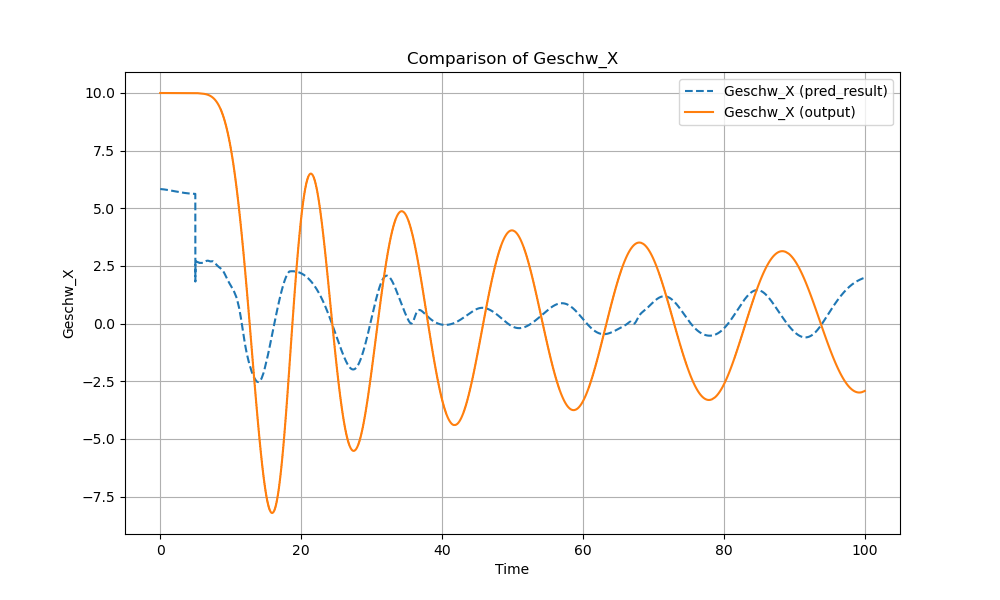 Comparison of Geschw_X
Geschw_X (pred_result)
Geschw_X (output)
10.0
7.5
5.0
2.5
0.0
−2.5
−5.0
−7.5
Geschw_X
0 20 40 60 80 100
Time